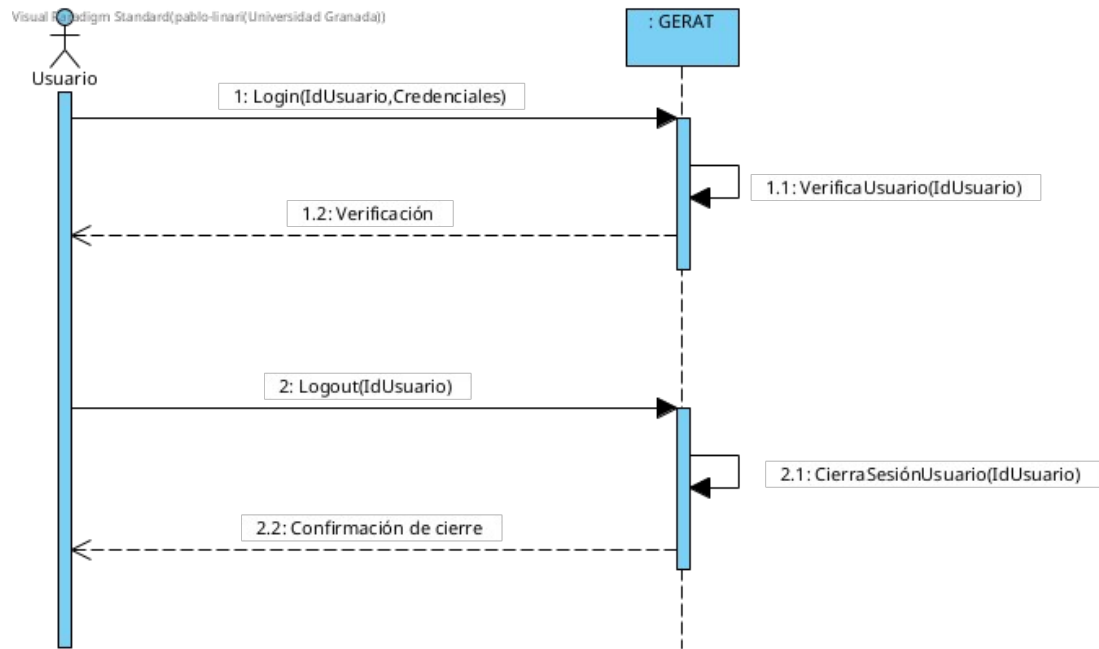 Visual Paradigm Standard(pablo-linari(Universidad Granada))
: GERAT
Usuario
1: Login(IdUsuario,Credenciales)
1.1: VerificaUsuario(IdUsuario)
1.2: Verificación
2: Logout(IdUsuario)
2.1: CierraSesiónUsuario(IdUsuario)
2.2: Confirmación de cierre